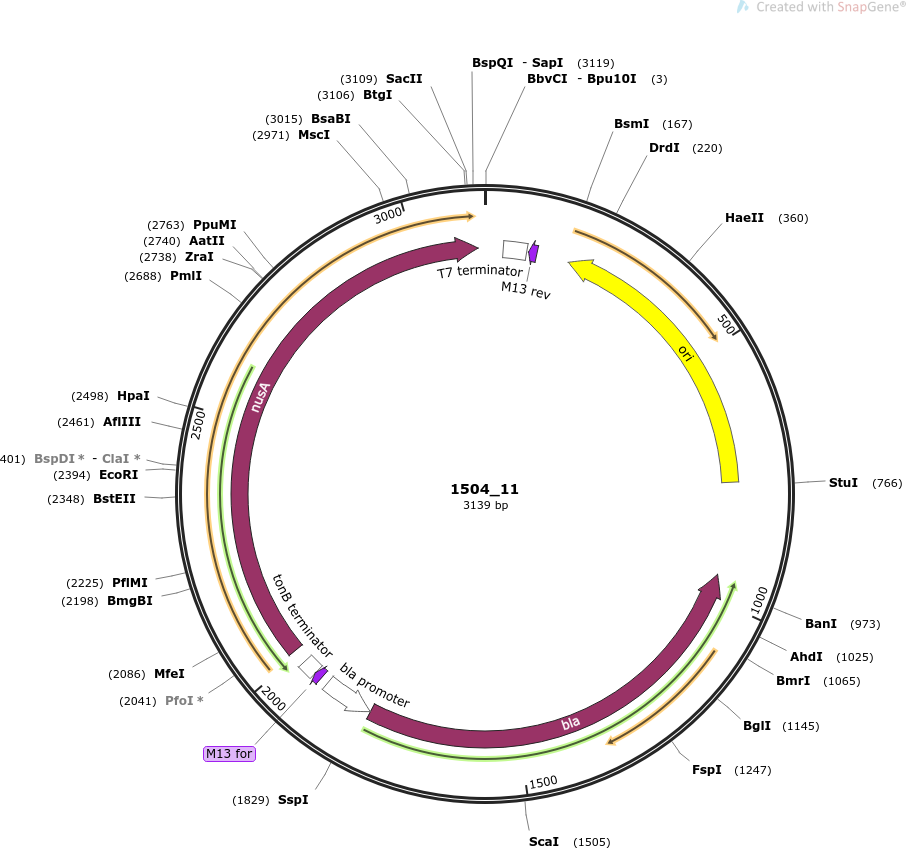 Created with SnapGene®
BspQI - SapI (3119)
BbvCI - Bpu10I (3)
(3109) SacII
(3106) BtgI
(3015) BsaBI
(2971) MscI
BsmI (167)
DrdI (220)
HaeII (360)
(2763) PpuMI
(2740) AatII
(2738) ZraI
(2688) PmlI
3000
T7 terminator
M13 rev
500
ori
nusA
(2498) HpaI
(2461) AflIII
2500
401) BspDI * - ClaI *
(2394) EcoRI
(2348) BstEII
StuI (766)
1504_11
3139 bp
(2225) PflMI
(2198) BmgBI
tonB terminator
1000
BanI (973)
AhdI (1025)
BmrI (1065)
(2086) MfeI
(2041) PfoI *
2000
bla promoter
bla
BglI (1145)
M13 for
FspI (1247)
(1829) SspI
1500
ScaI (1505)